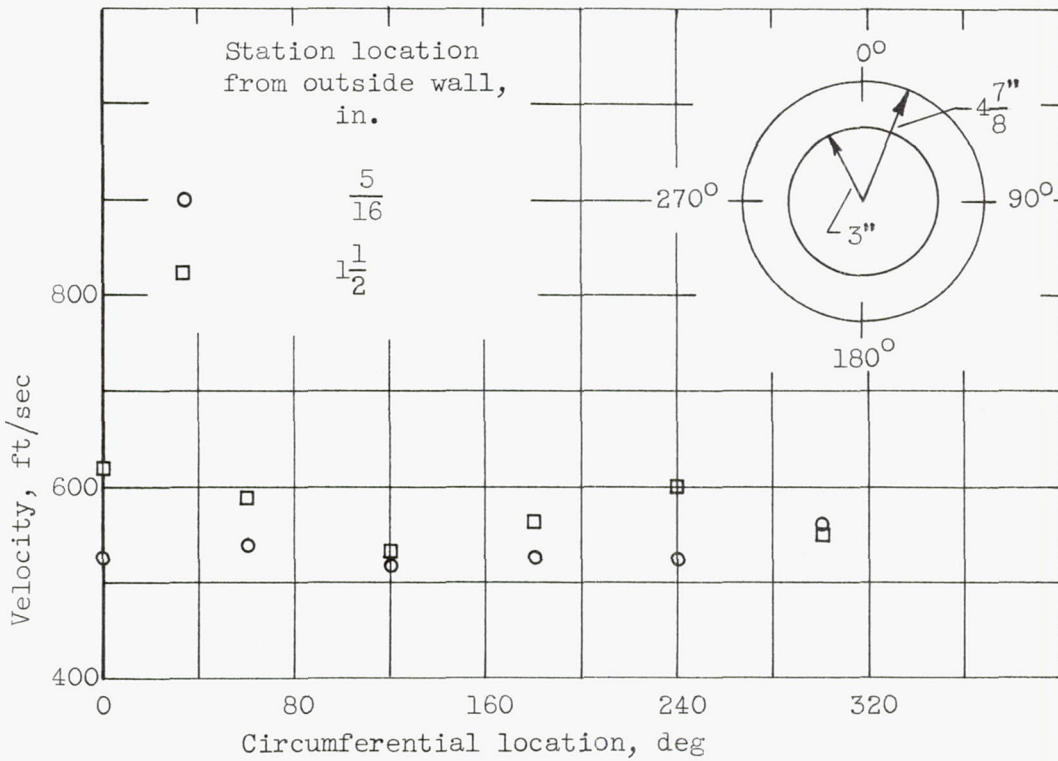 Station location
from outside wall,
in.
5/16
1 1/2
0°
4 7/8"
270°
90°
3"
180°
800
600
400
Velocity, ft/sec
0 80 160 240 320
Circumferential location, deg